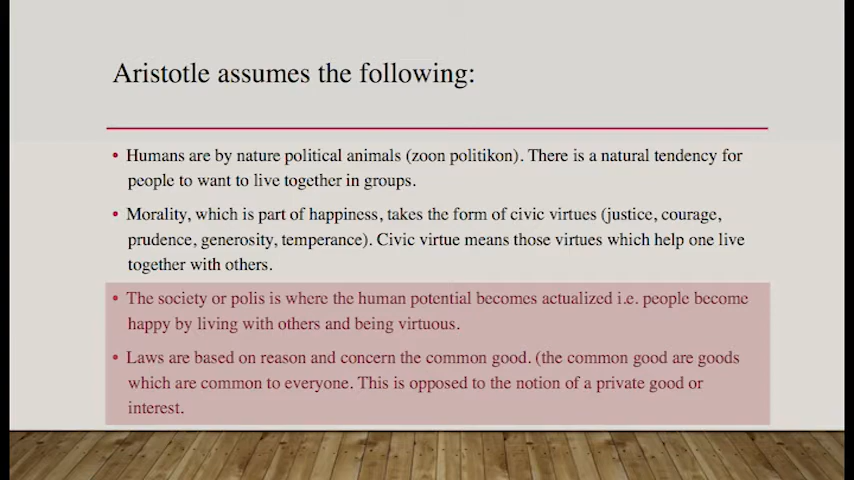 Aristotle assumes the following:
• Humans are by nature political animals (zoon politikon). There is a natural tendency for
people to want to live together in groups.
• Morality, which is part of happiness, takes the form of civic virtues (justice, courage,
prudence, generosity, temperance). Civic virtue means those virtues which help one live
together with others.
• The society or polis is where the human potential becomes actualized i.e. people become
happy by living with others and being virtuous.
• Laws are based on reason and concern the common good. (the common good are goods
which are common to everyone. This is opposed to the notion of a private good or
interest.